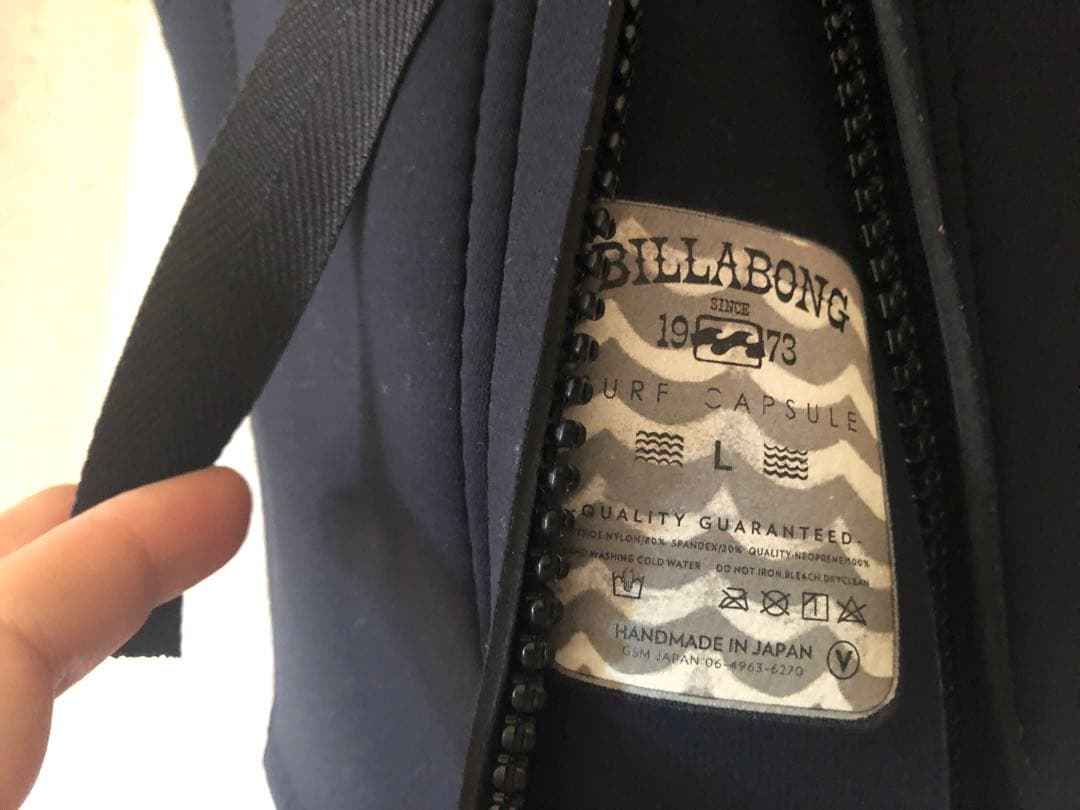 BILLABONG
SINCE
19 73
URF CAPSULE
L
-QUALITY GUARANTEED-
SIDE:NYLON/80% SPANDEX/20% QUALITY:NEOPRENE100%
WASHING COLD WATER DO NOT IRON,BLEACH,DRYCLEAN
HANDMADE IN JAPAN
GSM JAPAN 06-4963-6270
V